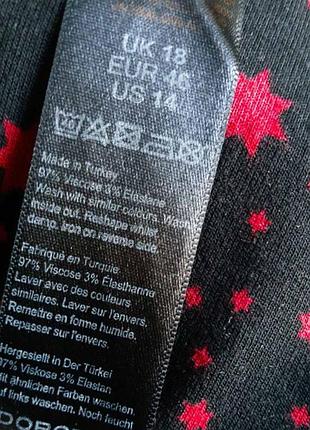 UK 18
EUR 46
US 14
Made in Turkey
97% Viscose 3% Elastane
Wash with similar colours. Wash
inside out. Reshape whilst
damp. Iron on reverse side.
Fabriqué en Turquie
97% Viscose 3% Élasthanne
Laver avec des couleurs
similaires. Laver sur l'envers.
Remettre en forme humide.
Repasser sur l'envers.
Hergestellt in Der Türkei
97% Viskose 3% Elastan
ähnlichen Farben waschen.
links waschen. Noch feucht